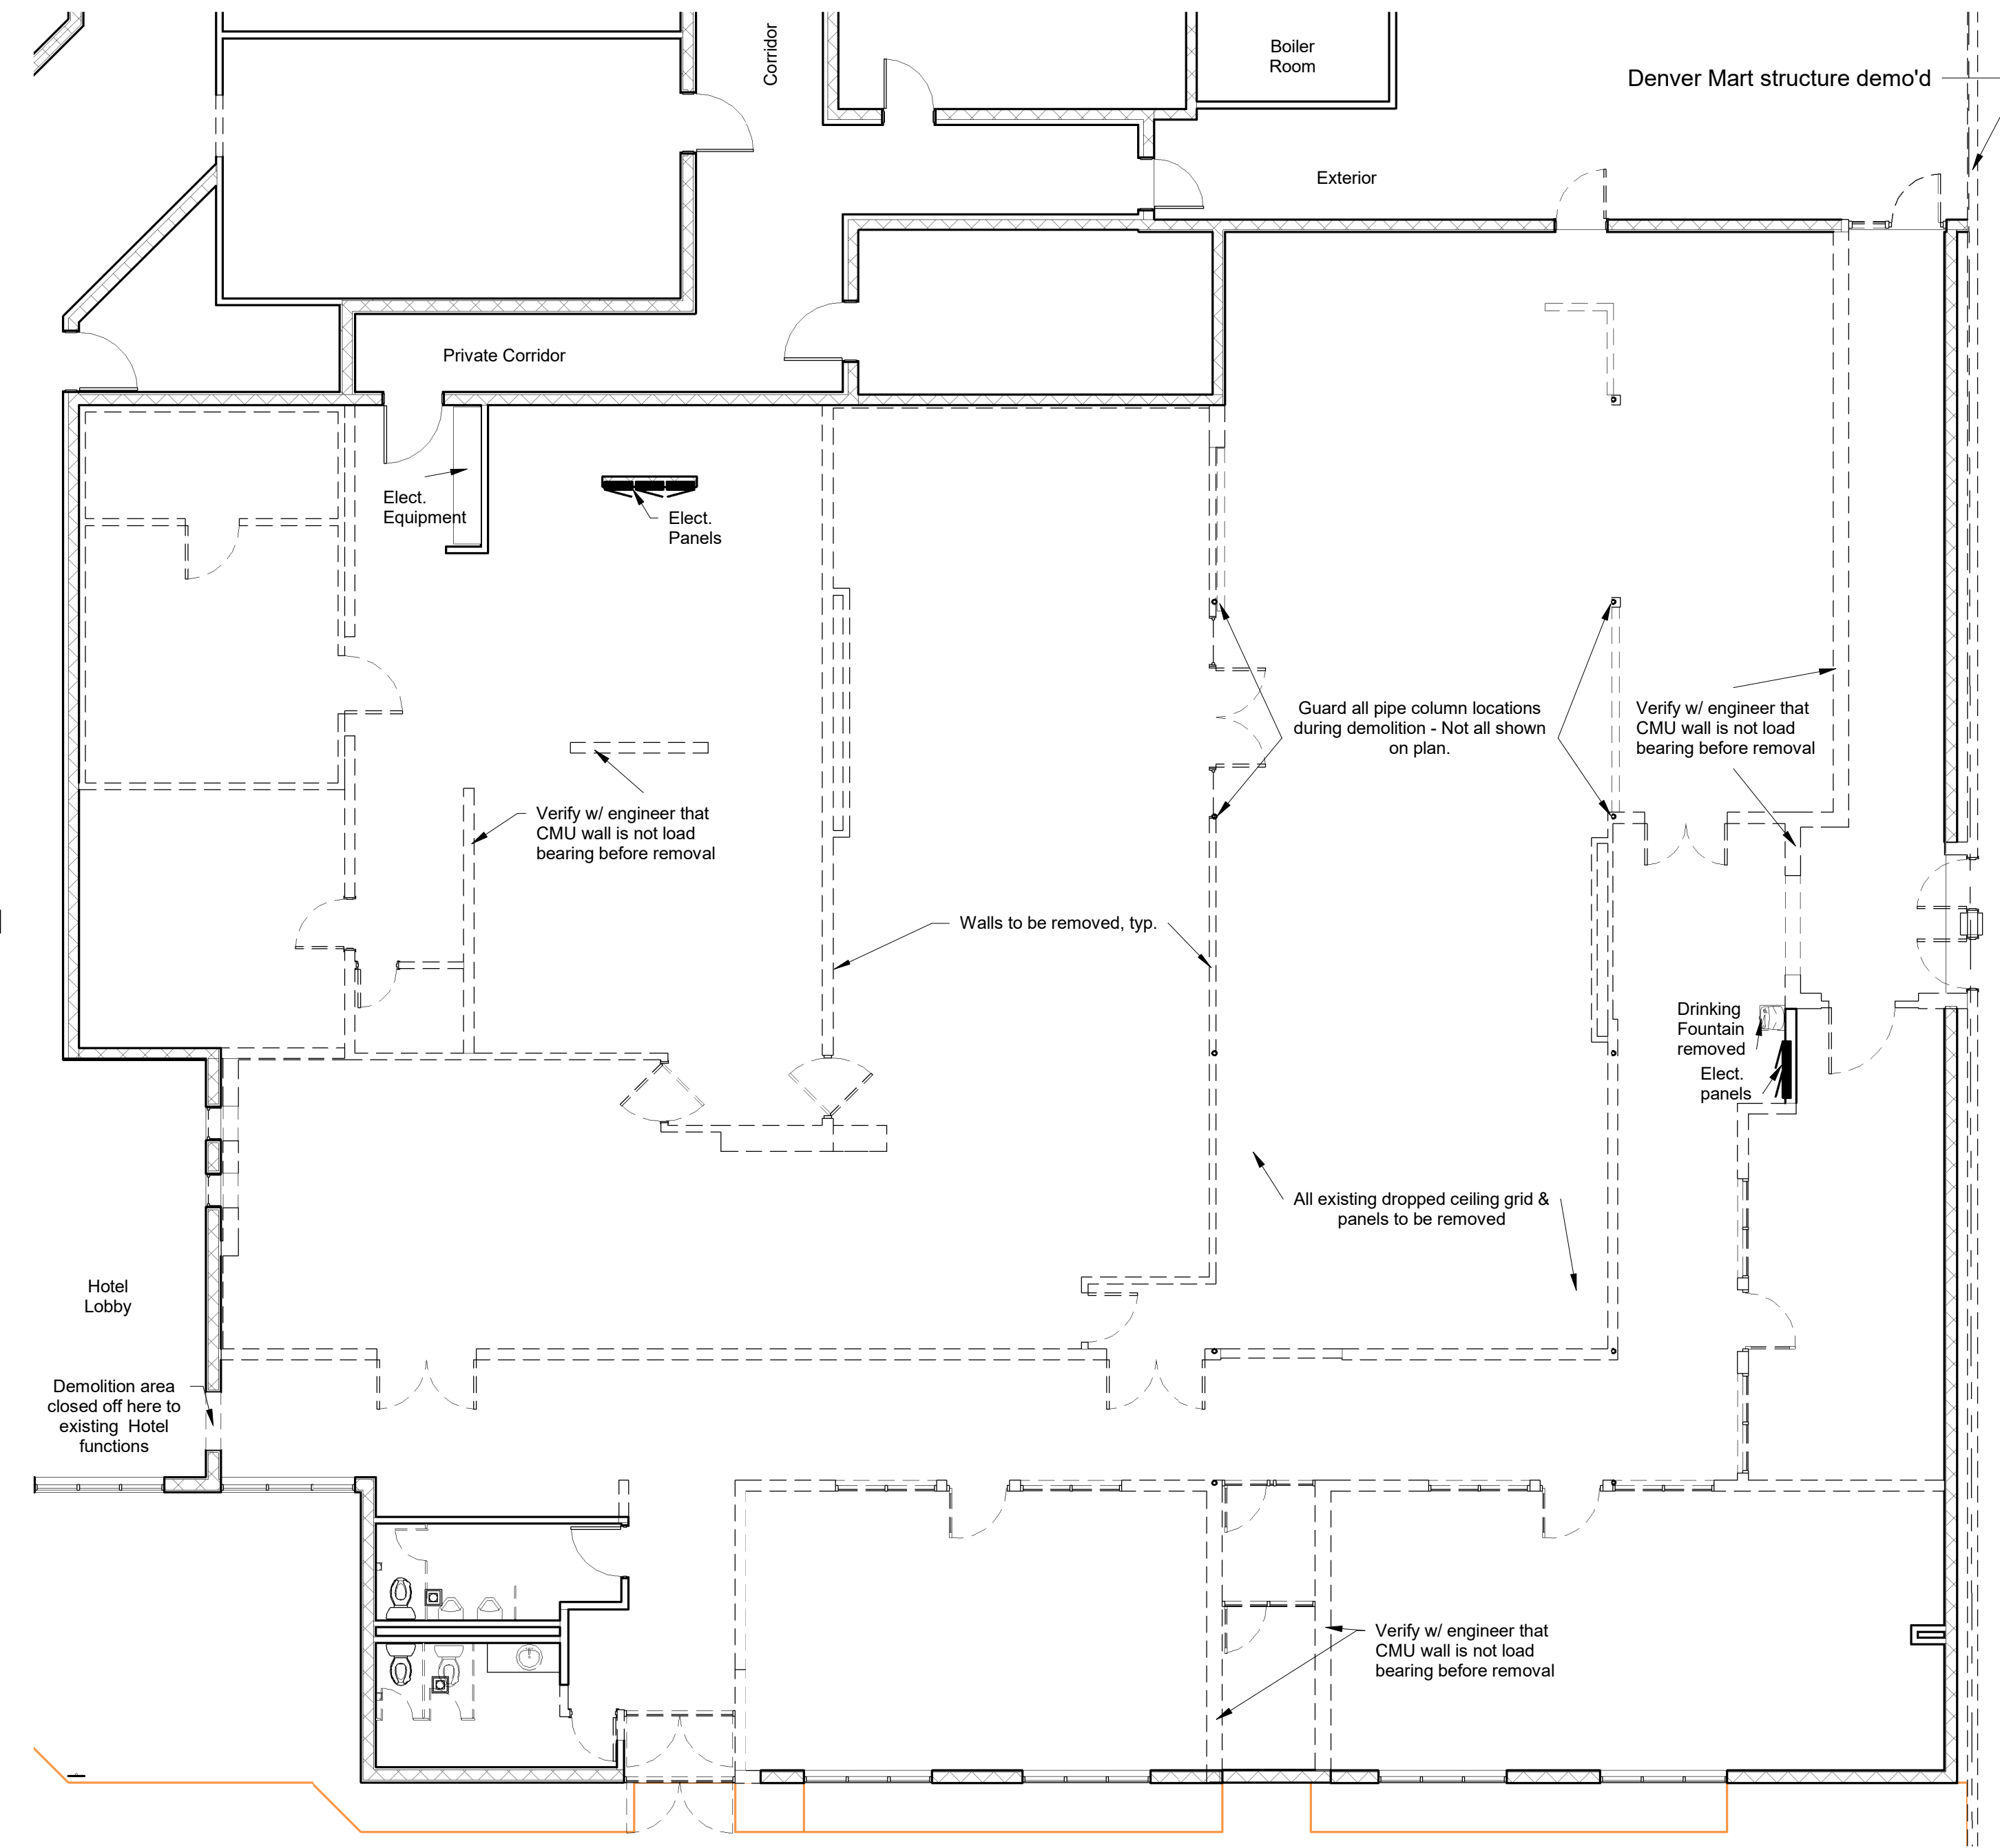 Corridor
Boiler
Room
Denver Mart structure demo'd
Exterior
Private Corridor
Elect.
Equipment
Elect.
Panels
Guard all pipe column locations
during demolition - Not all shown
on plan.
Verify w/ engineer that
CMU wall is not load
bearing before removal
Verify w/ engineer that
CMU wall is not load
bearing before removal
Walls to be removed, typ.
Drinking
Fountain
removed
Elect.
panels
All existing dropped ceiling grid &
panels to be removed
Hotel
Lobby
Demolition area
closed off here to
existing  Hotel
functions
Verify w/ engineer that
CMU wall is not load
bearing before removal